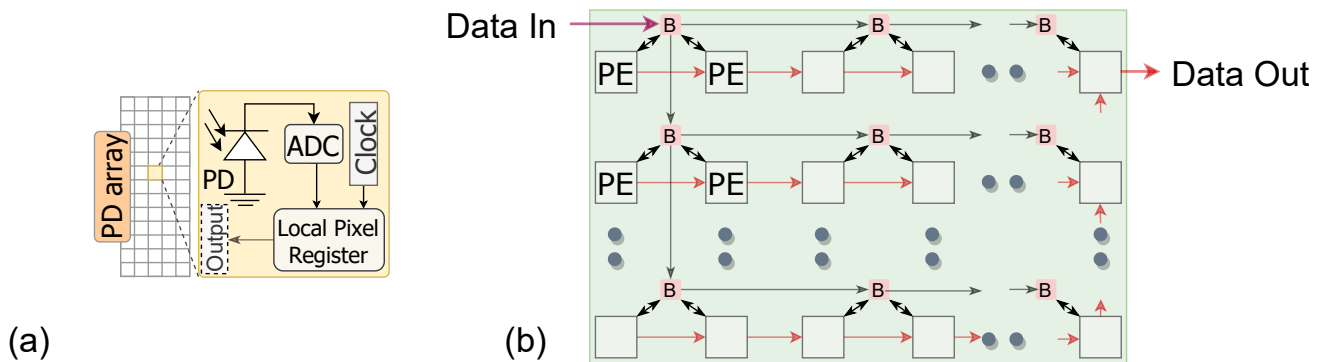 PD array
PD
ADC
Clock
Local Pixel
Register
Output
(a)
Data In
B
B
B
PE
PE
Data Out
B
B
B
PE
PE
B
B
B
(b)